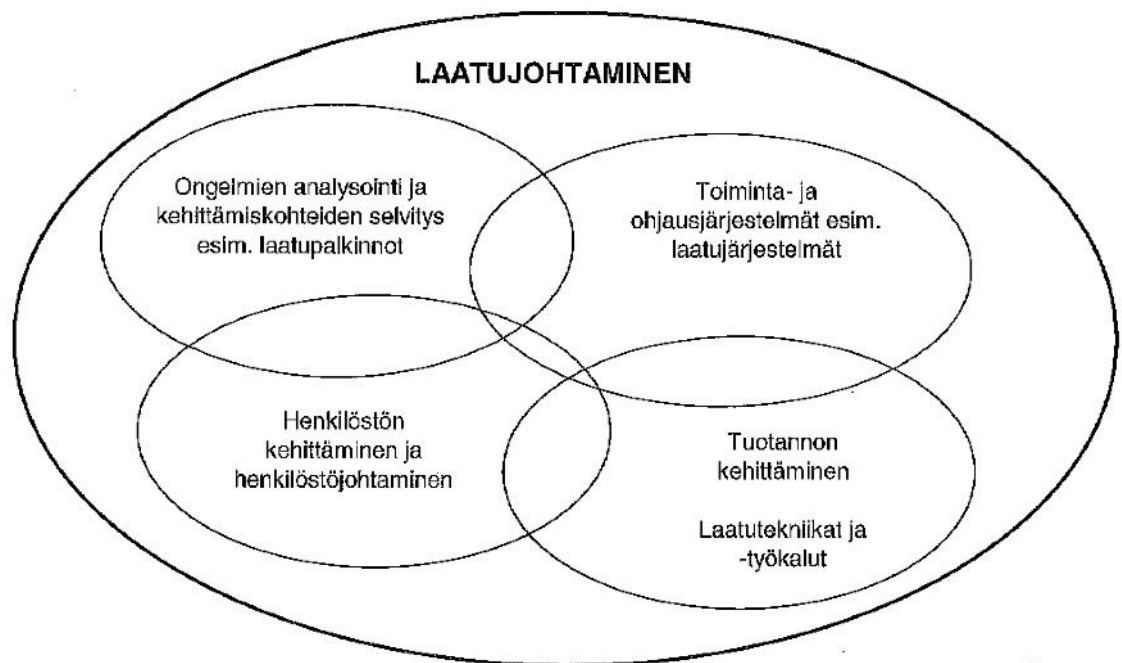 LAATUJOHTAMINEN
Ongelmien analysointi ja
kehittämiskohteiden selvitys
esim. laatupalkinnot
Toiminta- ja
ohjausjärjestelmät esim.
laatujärjestelmät
Henkilöstön
kehittäminen ja
henkilöstöjohtaminen
Tuotannon
kehittäminen
Laatutekniikat ja
-työkalut